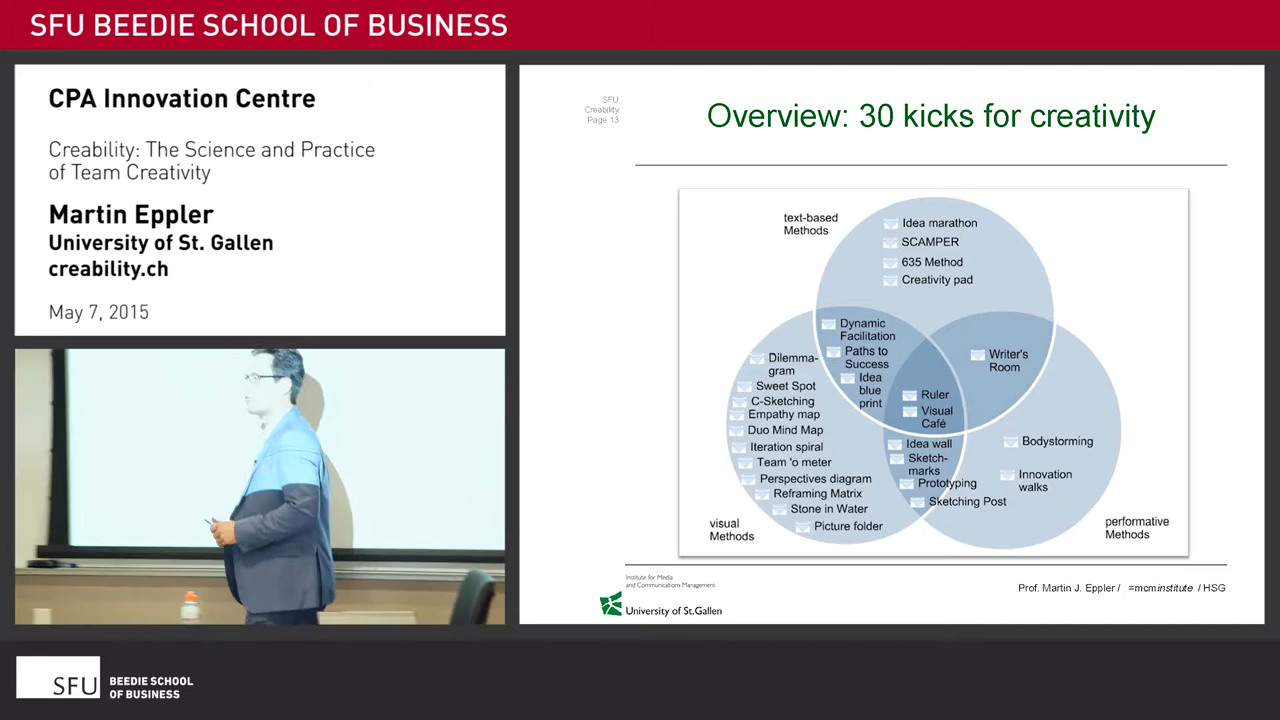 SFU BEEDIE SCHOOL OF BUSINESS
CPA Innovation Centre
Creability: The Science and Practice
of Team Creativity
Martin Eppler
University of St. Gallen
creability.ch
May 7, 2015
SFU
Creability
Page 13
Overview: 30 kicks for creativity
text-based
Methods
Idea marathon
SCAMPER
635 Method
Creativity pad
Dynamic
Facilitation
Paths to
Success
Idea
blue
print
Writer's
Room
Ruler
Visual
Café
Dilemma-
gram
Sweet Spot
C-Sketching
Empathy map
Duo Mind Map
Iteration spiral
Team 'o meter
Perspectives diagram
Reframing Matrix
Stone in Water
Picture folder
Idea wall
Sketch-
marks
Prototyping
Sketching Post
Bodystorming
Innovation
walks
visual
Methods
performative
Methods
Institute for Media
and Communications Management
University of St.Gallen
Prof. Martin J. Eppler / =mcminstitute / HSG
SFU
BEEDIE SCHOOL
OF BUSINESS